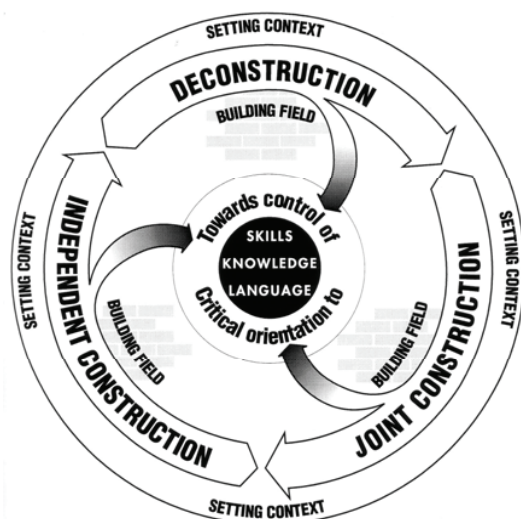 SETTING CONTEXT
DECONSTRUCTION
BUILDING FIELD
Towards control of
SKILLS
KNOWLEDGE
LANGUAGE
Critical orientation to
INDEPENDENT CONSTRUCTION
BUILDING FIELD
SETTING CONTEXT
JOINT CONSTRUCTION
BUILDING FIELD
SETTING CONTEXT
SETTING CONTEXT